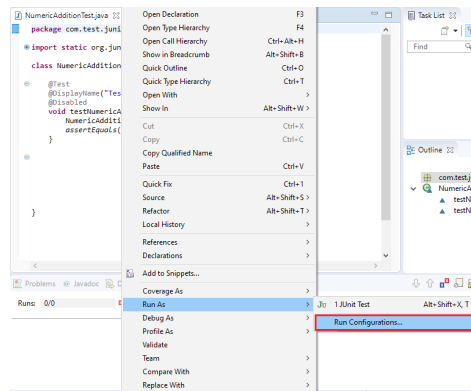 NumericAdditionTest.java
package com.test.juni
import static org.jun
class NumericAddition
@Test
@DisplayName("Tes
@Disabled
void testNumericA
NumericAdditi
assertEquals(
}
}
Open Declaration F3
Open Type Hierarchy F4
Open Call Hierarchy Ctrl+Alt+H
Show in Breadcrumb Alt+Shift+B
Quick Outline Ctrl+O
Quick Type Hierarchy Ctrl+T
Open With >
Show In Alt+Shift+W >
Cut Ctrl+X
Copy Ctrl+C
Copy Qualified Name
Paste Ctrl+V
Quick Fix Ctrl+1
Source Alt+Shift+S >
Refactor Alt+Shift+T >
Local History >
References >
Declarations >
Add to Snippets...
Coverage As >
Run As >
Debug As >
Profile As >
Validate
Team >
Compare With >
Replace With >
1 JUnit Test Alt+Shift+X, T
Run Configurations...
Task List
Find
Outline
com.test.j
NumericA
testN
testN
Problems @ Javadoc D
Runs: 0/0